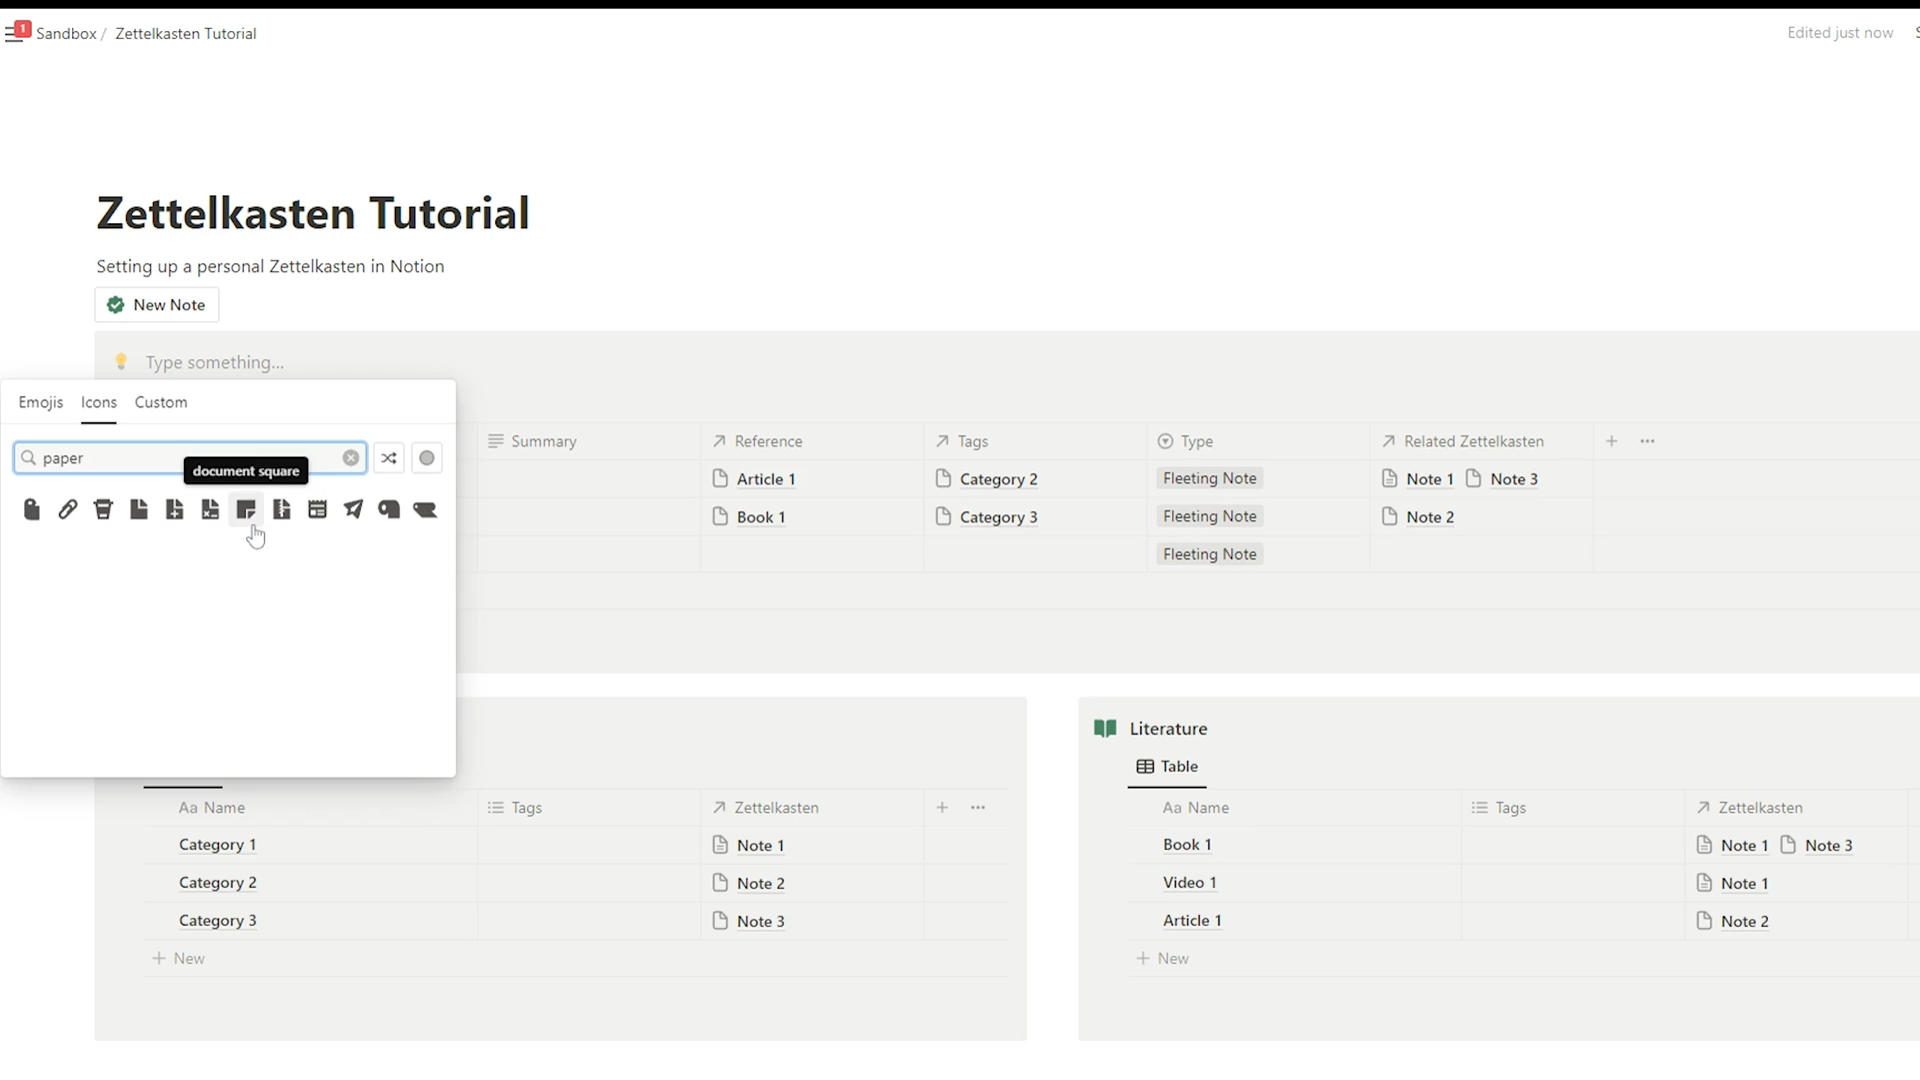 1 Sandbox / Zettelkasten Tutorial
Edited just now
Zettelkasten Tutorial
Setting up a personal Zettelkasten in Notion
New Note
Type something...
Emojis Icons Custom
paper
document square
Summary Reference Tags Type Related Zettelkasten
Article 1 Category 2 Fleeting Note Note 1 Note 3
Book 1 Category 3 Fleeting Note Note 2
Fleeting Note
Aa Name Tags Zettelkasten
Category 1 Note 1
Category 2 Note 2
Category 3 Note 3
+ New
Literature
Table
Aa Name Tags Zettelkasten
Book 1 Note 1 Note 3
Video 1 Note 1
Article 1 Note 2
+ New